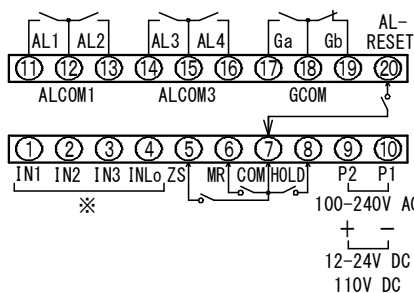 AL1 AL2 AL3 AL4 Ga Gb AL-
RESET
11 12 13 14 15 16 17 18 19 20
ALCOM1 ALCOM3 GCOM
1 2 3 4 5 6 7 8 9 10
IN1 IN2 IN3 INLo ZS MR COM HOLD P2 P1
※
100-240V AC
+ −
12-24V DC
110V DC